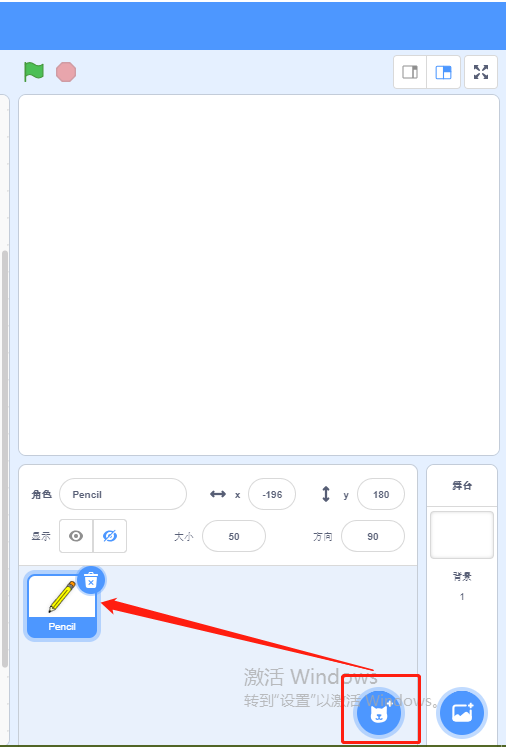 角色 Pencil x -196 y 180
显示 大小 50 方向 90
Pencil
舞台
背景
1
激活 Windows
转到“设置”以激活 Windows。